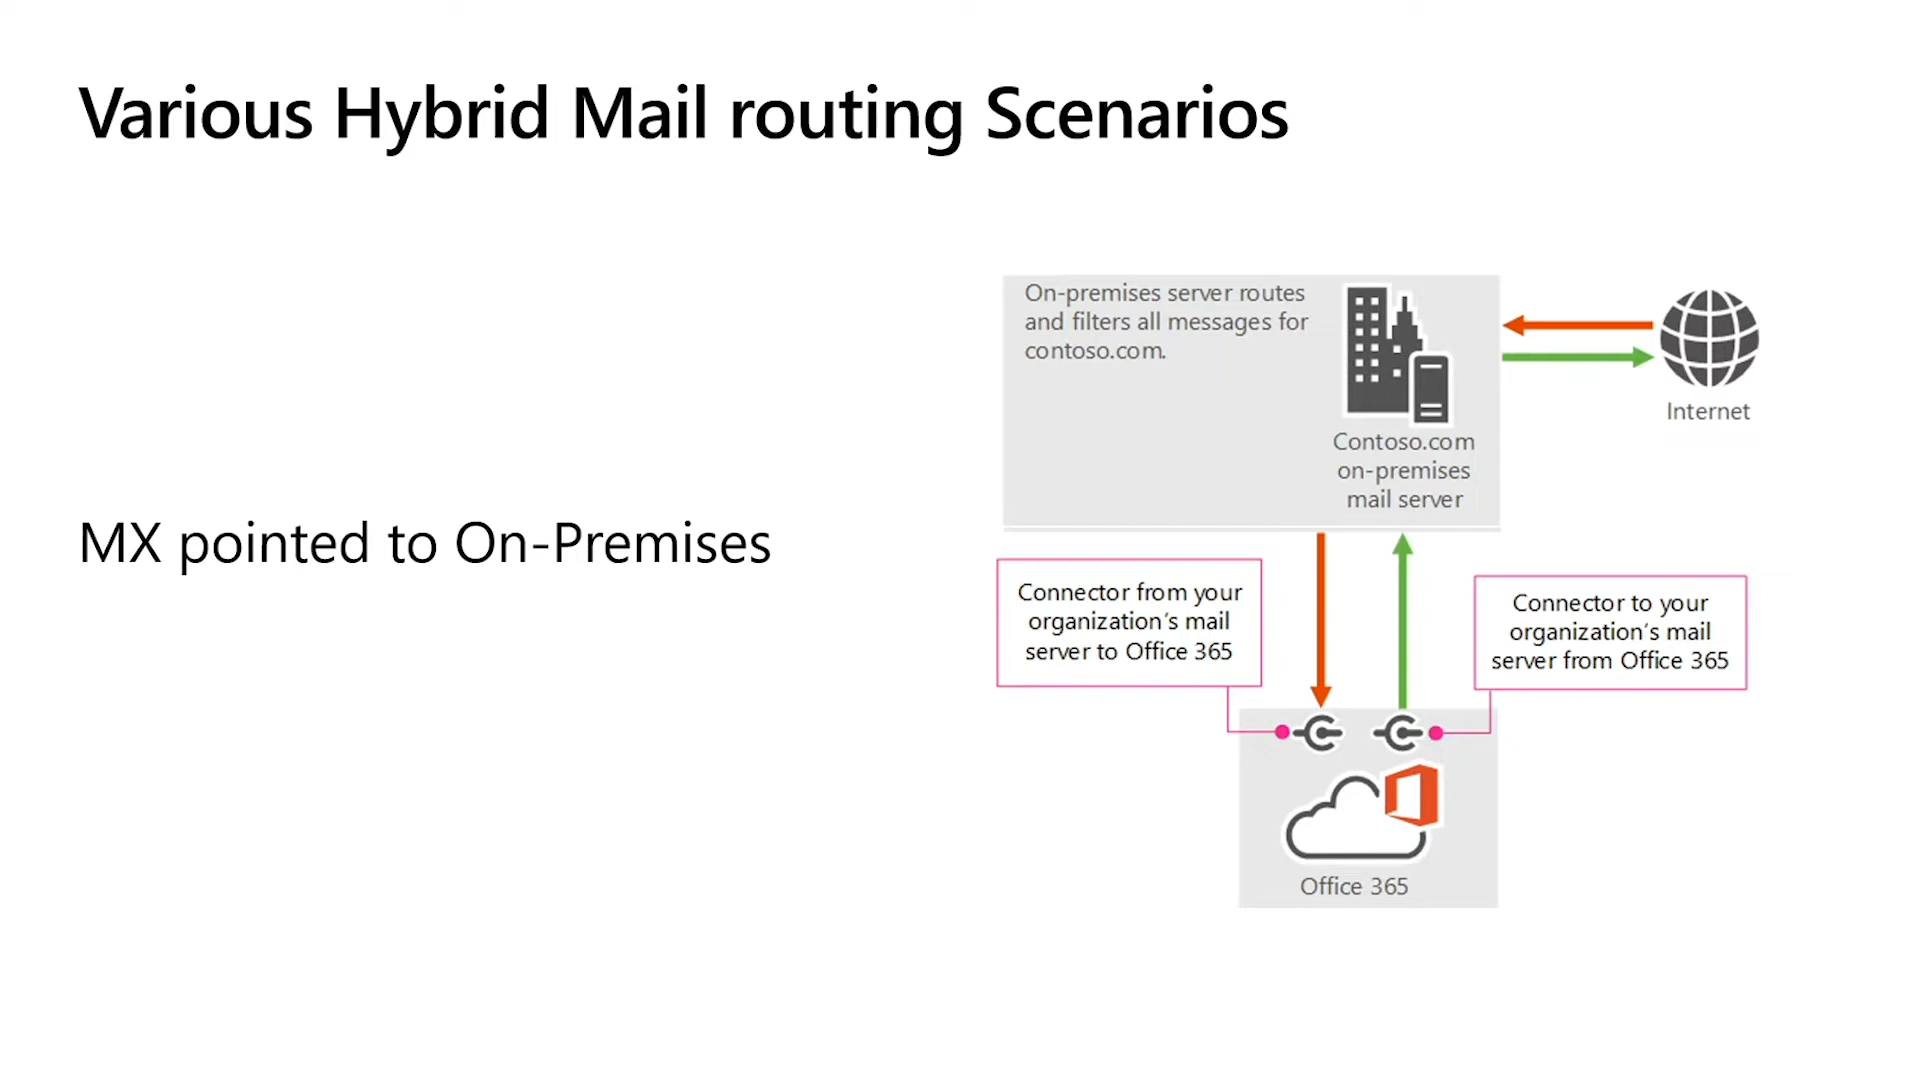 Various Hybrid Mail routing Scenarios
On-premises server routes
and filters all messages for
contoso.com.
Internet
Contoso.com
on-premises
mail server
MX pointed to On-Premises
Connector from your
organization's mail
server to Office 365
Connector to your
organization's mail
server from Office 365
Office 365